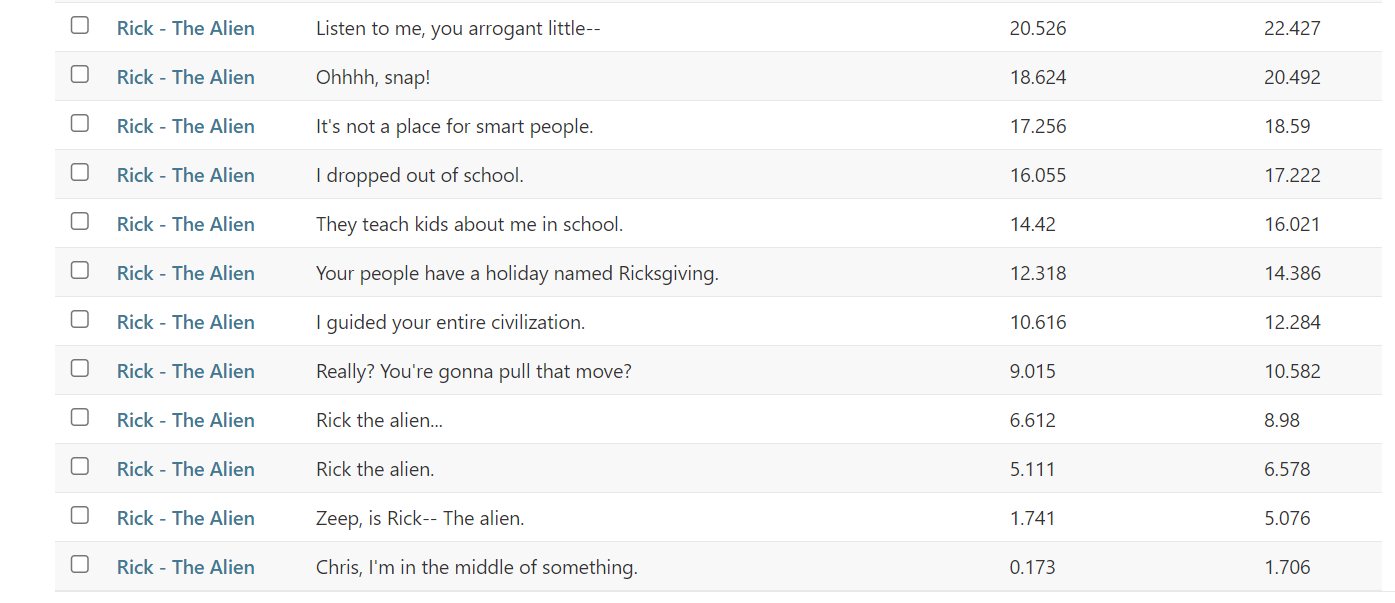 Rick - The Alien Listen to me, you arrogant little-- 20.526 22.427
Rick - The Alien Ohhhh, snap! 18.624 20.492
Rick - The Alien It's not a place for smart people. 17.256 18.59
Rick - The Alien I dropped out of school. 16.055 17.222
Rick - The Alien They teach kids about me in school. 14.42 16.021
Rick - The Alien Your people have a holiday named Ricksgiving. 12.318 14.386
Rick - The Alien I guided your entire civilization. 10.616 12.284
Rick - The Alien Really? You're gonna pull that move? 9.015 10.582
Rick - The Alien Rick the alien... 6.612 8.98
Rick - The Alien Rick the alien. 5.111 6.578
Rick - The Alien Zeep, is Rick-- The alien. 1.741 5.076
Rick - The Alien Chris, I'm in the middle of something. 0.173 1.706